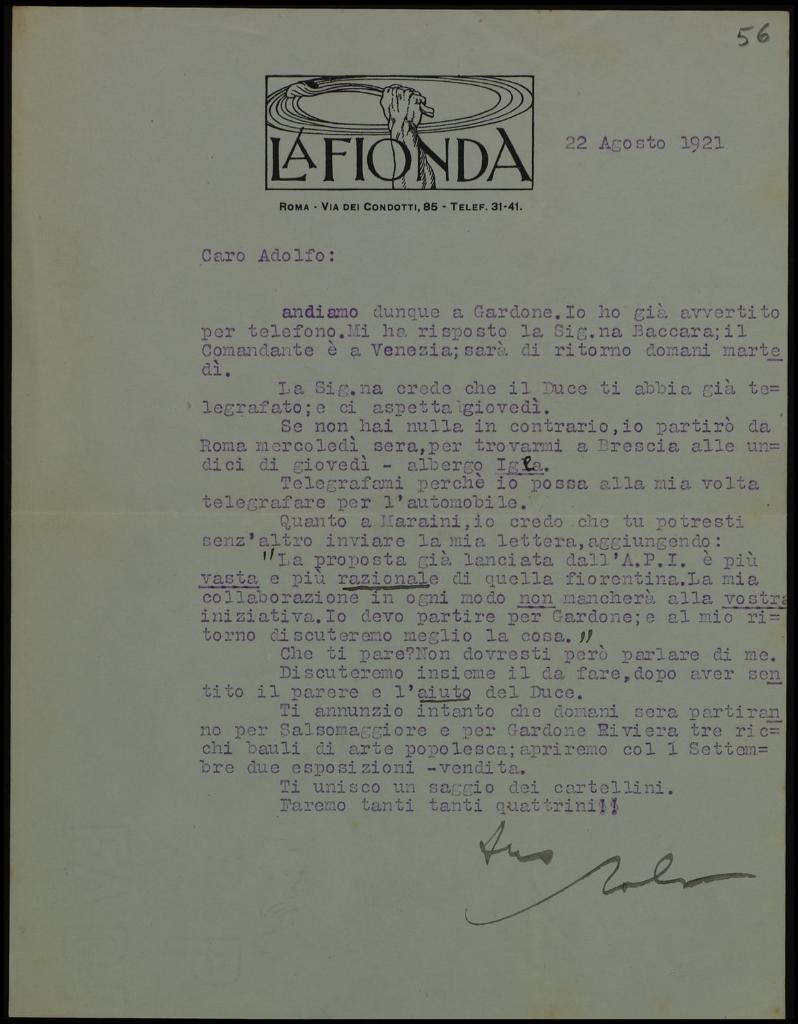 56
LA FIONDA
22 Agosto 1921
ROMA - VIA DEI CONDOTTI, 85 - TELEF. 31-41.
Caro Adolfo:
andiamo dunque a Gardone.Io ho già avvertito
per telefono.Mi ha risposto la Sig.na Baccara;il
Comandante è a Venezia;sarà di ritorno domani marte
dì.
La Sig.na crede che il Duce ti abbia già te=
legrafato;e ci aspetta giovedì.
Se non hai nulla in contrario,io partirò da
Roma mercoledì sera,per trovarmi a Brescia alle un=
dici di giovedì - albergo Igea.
Telegrafami perchè io possa alla mia volta
telegrafare per l'automobile.
Quanto a Maraini,io credo che tu potresti
senz'altro inviare la mia lettera,aggiungendo:
"La proposta già lanciata dall'A.P.I. è più
vasta e più razionale di quella fiorentina.La mia
collaborazione in ogni modo non mancherà alla vostra
iniziativa.Io devo partire per Gardone;e al mio ri=
torno discuteremo meglio la cosa."
Che ti pare?Non dovresti però parlare di me.
Discuteremo insieme il da fare,dopo aver sen
tito il parere e l'aiuto del Duce.
Ti annunzio intanto che domani sera partiran
no per Salsomaggiore e per Gardone Riviera tre ric=
chi bauli di arte popolesca;apriremo col 1 Settem=
bre due esposizioni -vendita.
Ti unisco un saggio dei cartellini.
Faremo tanti tanti quattrini!!